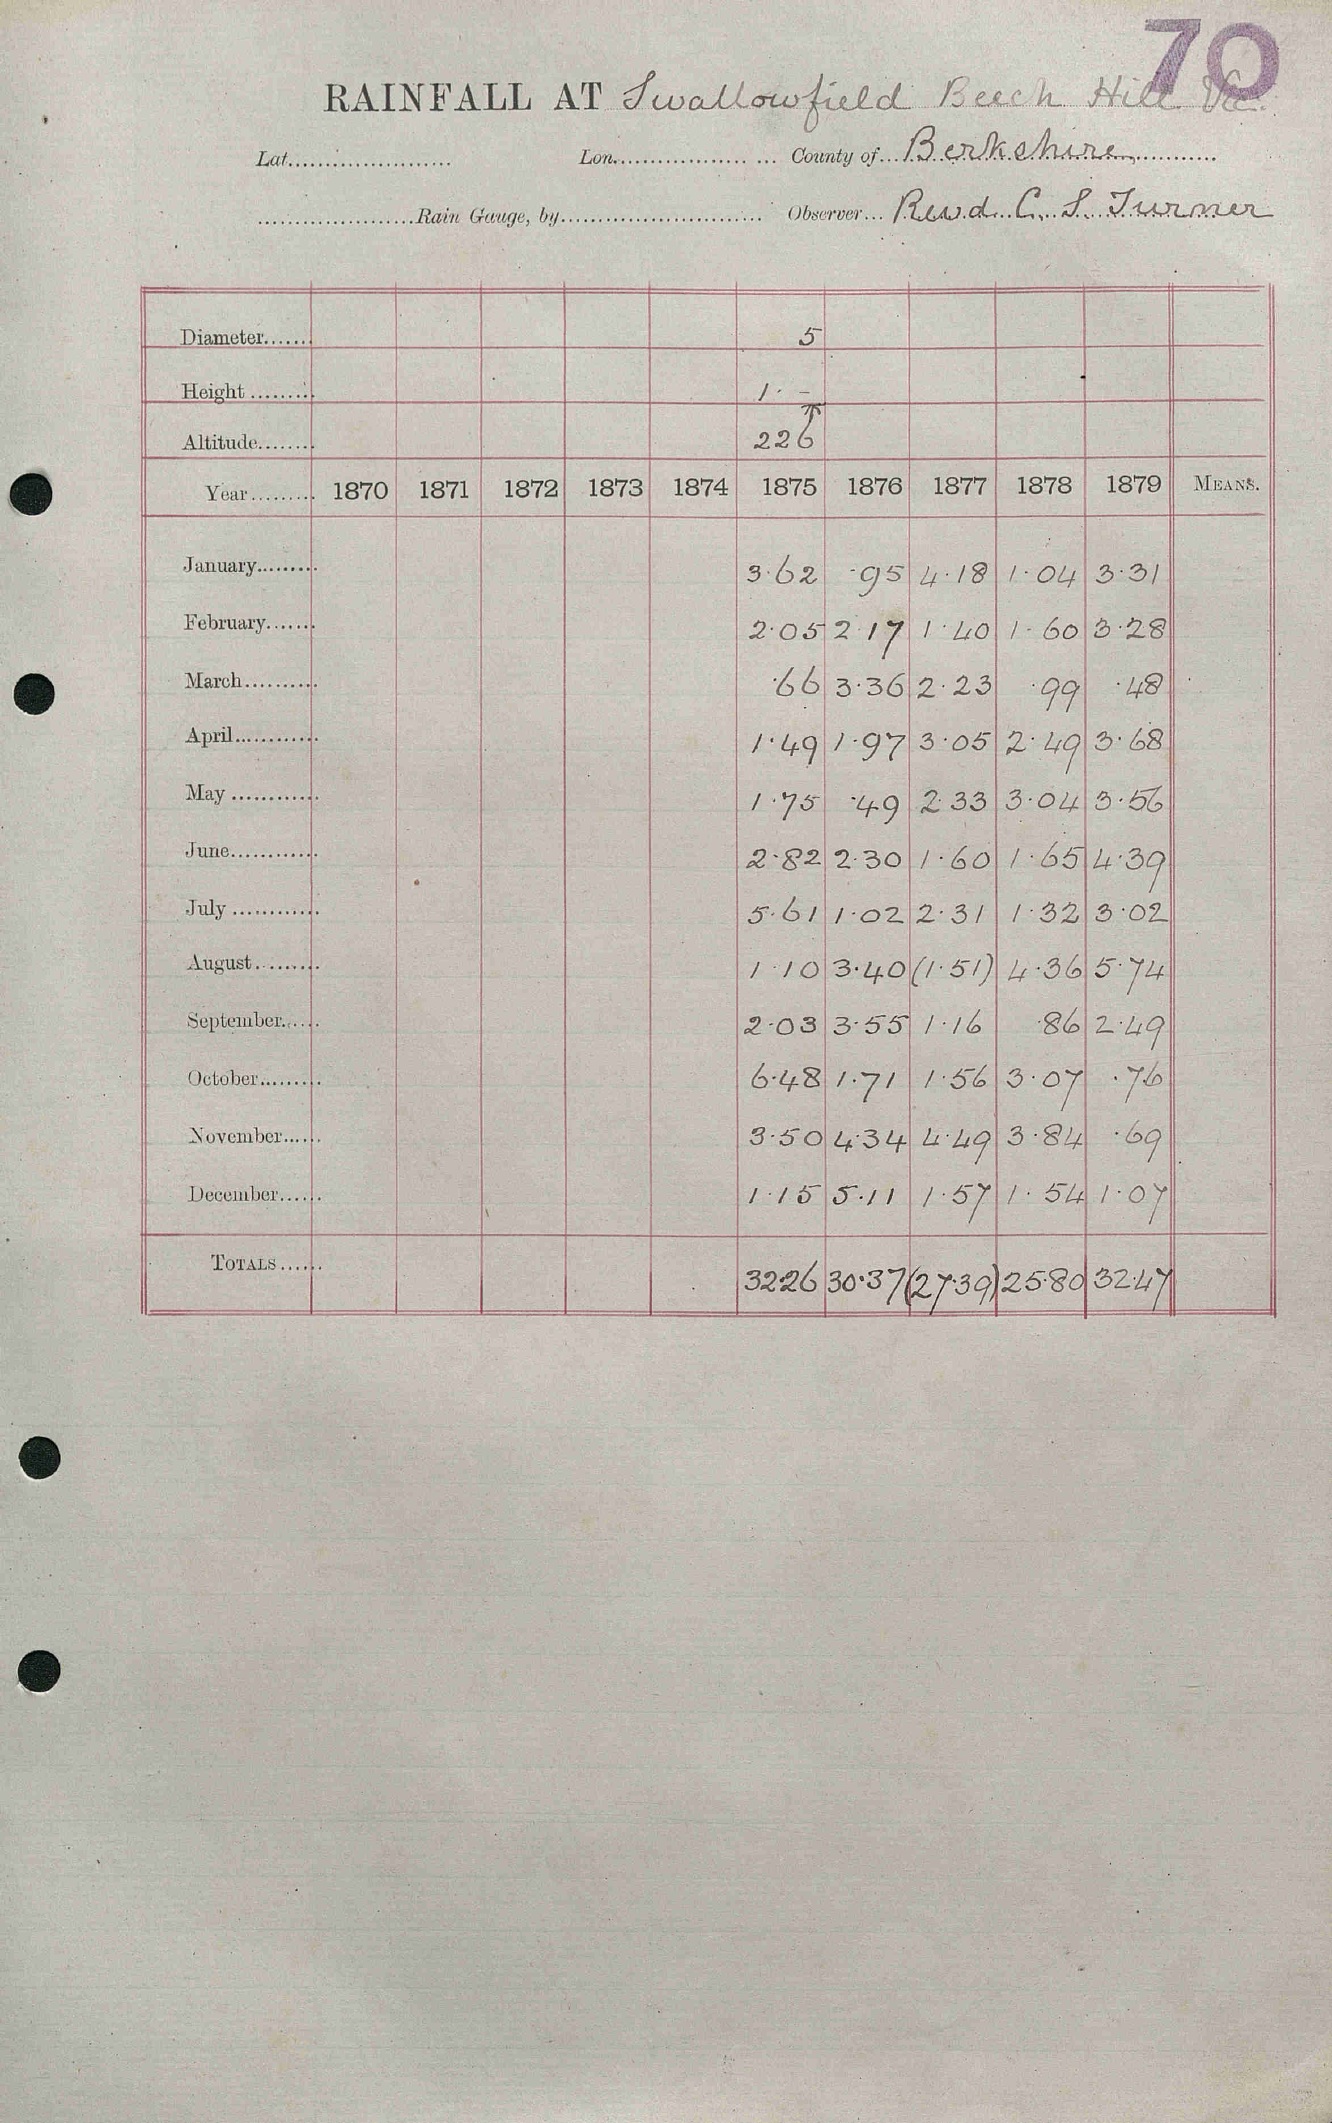 70
RAINFALL AT Swallowfield Beech Hill Vic.
Lat...................... Lon..................... County of...Berkshire............
.....................Rain Gauge, by........................... Observer...Revd. C. S. Turner
Diameter....... 5
Height......... 1 · -
Altitude........ 226 T
Year......... 1870 1871 1872 1873 1874 1875 1876 1877 1878 1879 MEANS.
January......... 3·62 ·95 4·18 1·04 3·31
February....... 2·05 2·17 1·40 1·60 3·28
March.......... ·66 3·36 2·23 ·99 ·48
April............ 1·49 1·97 3·05 2·49 3·68
May............ 1·75 ·49 2·33 3·04 3·56
June............ 2·82 2·30 1·60 1·65 4·39
July............ 5·61 1·02 2·31 1·32 3·02
August......... 1·10 3·40 (1·51) 4·36 5·74
September...... 2·03 3·55 1·16 ·86 2·49
October......... 6·48 1·71 1·56 3·07 ·76
November...... 3·50 4·34 4·49 3·84 ·69
December...... 1·15 5·11 1·57 1·54 1·07
TOTALS...... 32·26 30·37 (27·39) 25·80 32·47